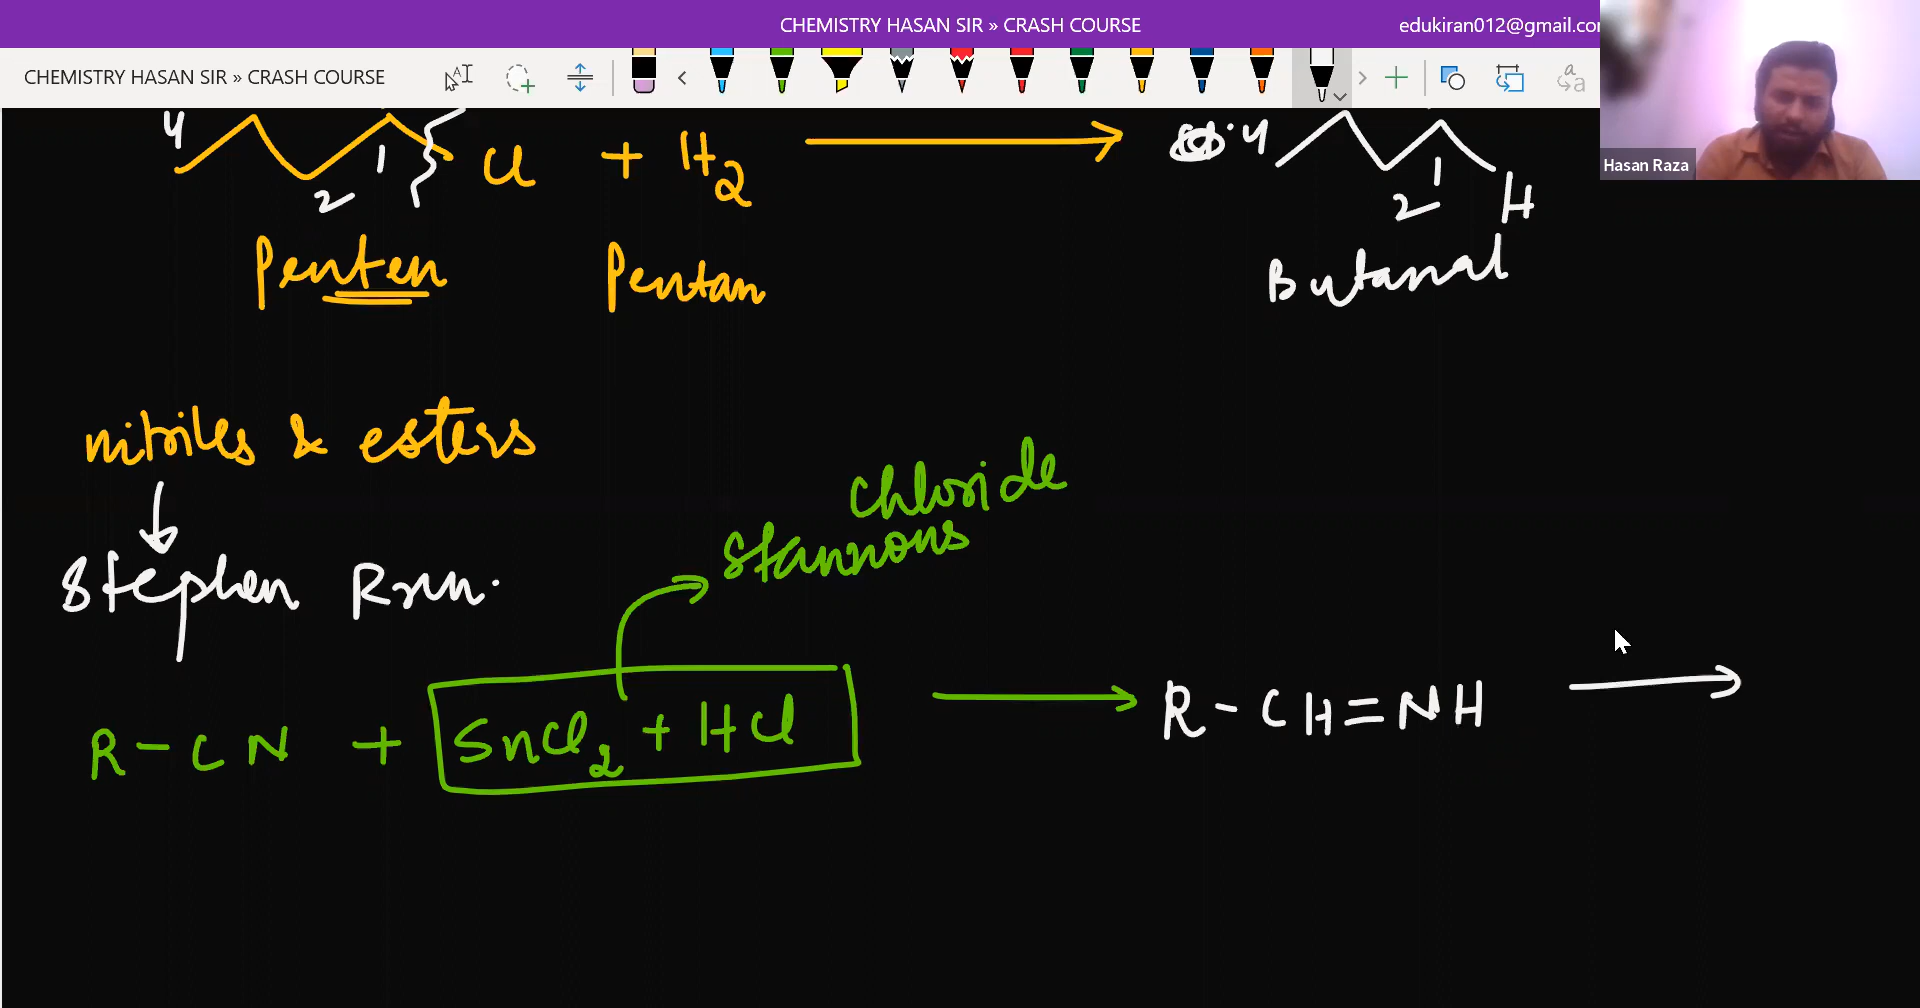 CHEMISTRY HASAN SIR » CRASH COURSE
edukiran012@gmail.co
CHEMISTRY HASAN SIR » CRASH COURSE
Hasan Raza
4 1 2 Cl + H2 4 1 2 H
Penten Pentan Butanal
nitriles & esters
Chloride
Stannous
Stephen Rxn.
R - C N + SnCl2 + HCl R - CH = NH